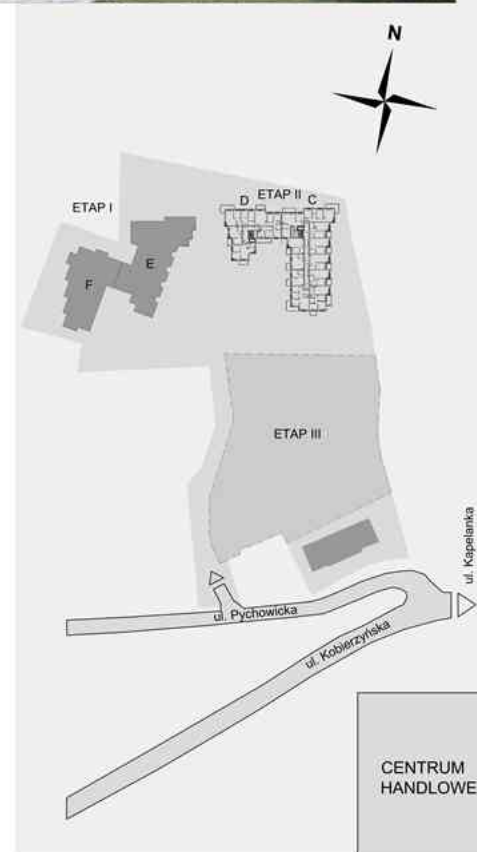 N
ETAP I
ETAP II
D
C
E
F
ETAP III
ul. Kapelanka
ul. Pychowicka
ul. Kobierzyńska
CENTRUM
HANDLOWE